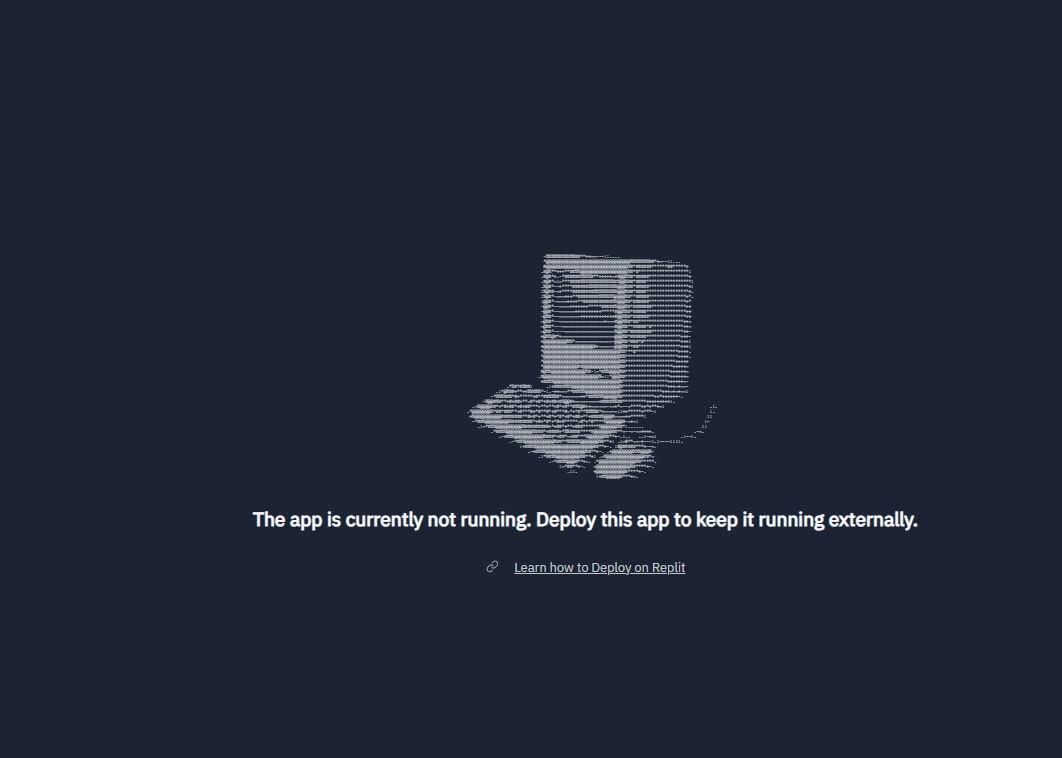 The app is currently not running. Deploy this app to keep it running externally.
Learn how to Deploy on Replit